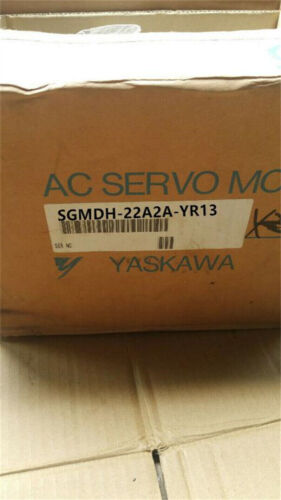 AC SERVO MO
SGMDH-22A2A-YR13
SER NO
YASKAWA